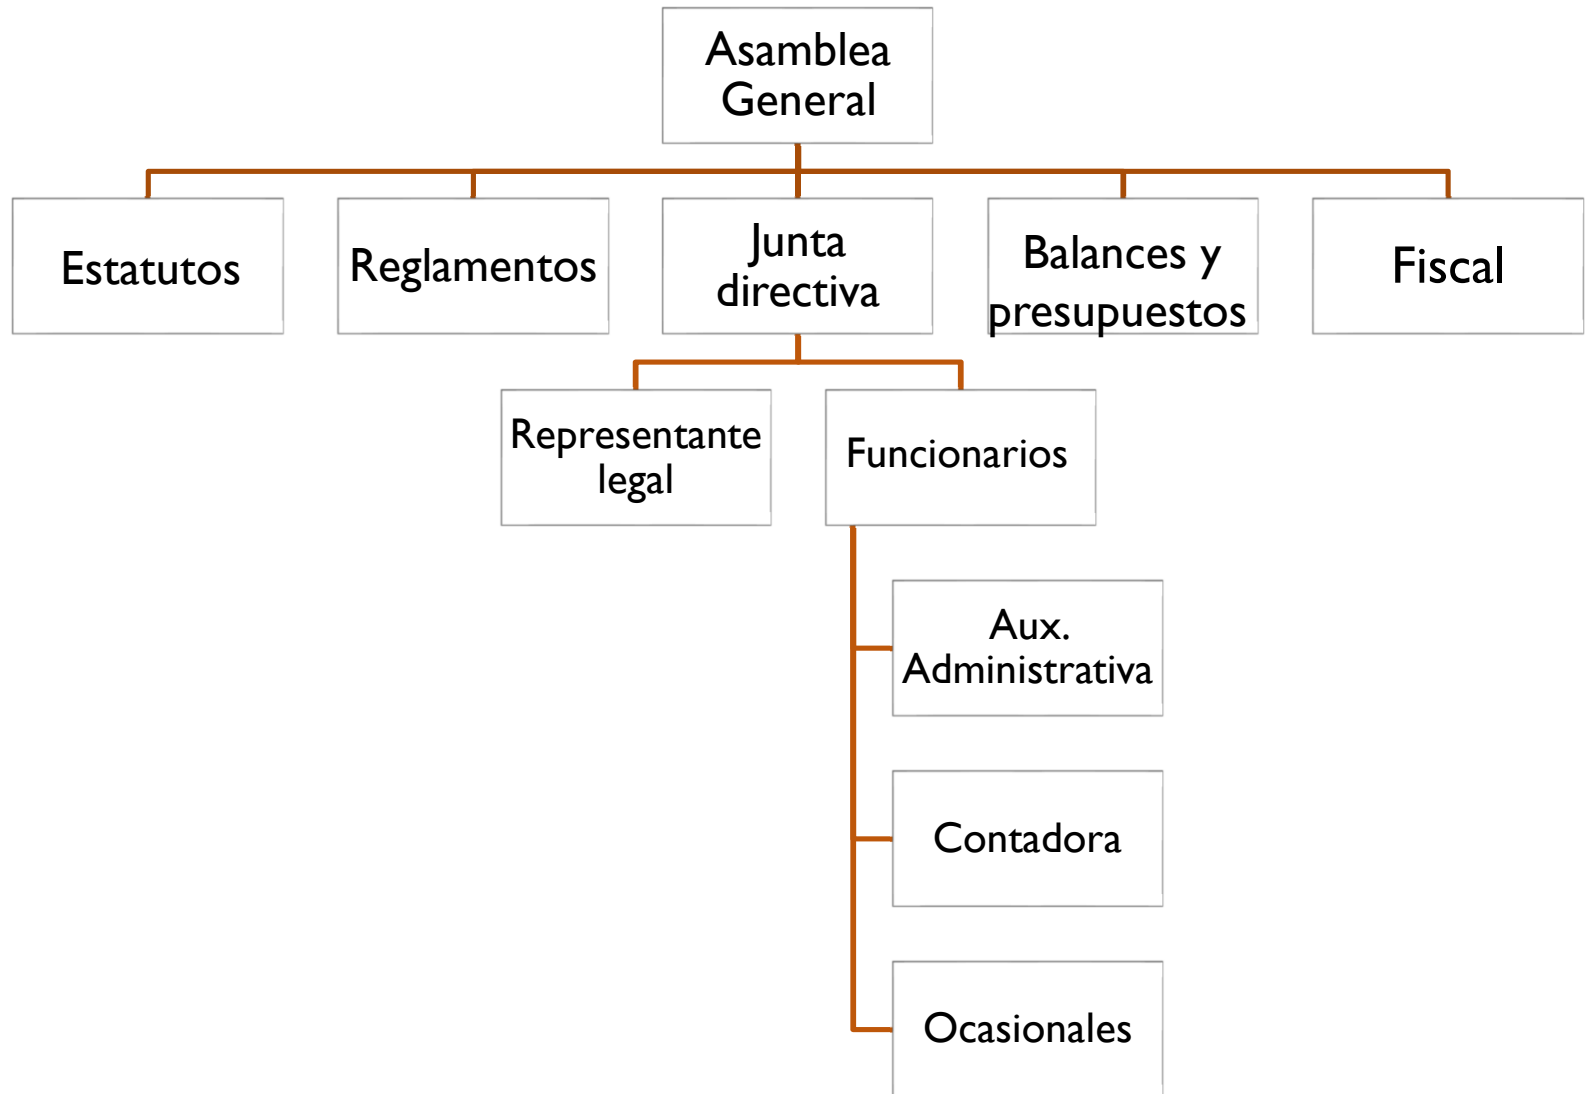 Asamblea
General
Estatutos
Reglamentos
Junta
directiva
Balances y
presupuestos
Fiscal
Representante
legal
Funcionarios
Aux.
Administrativa
Contadora
Ocasionales